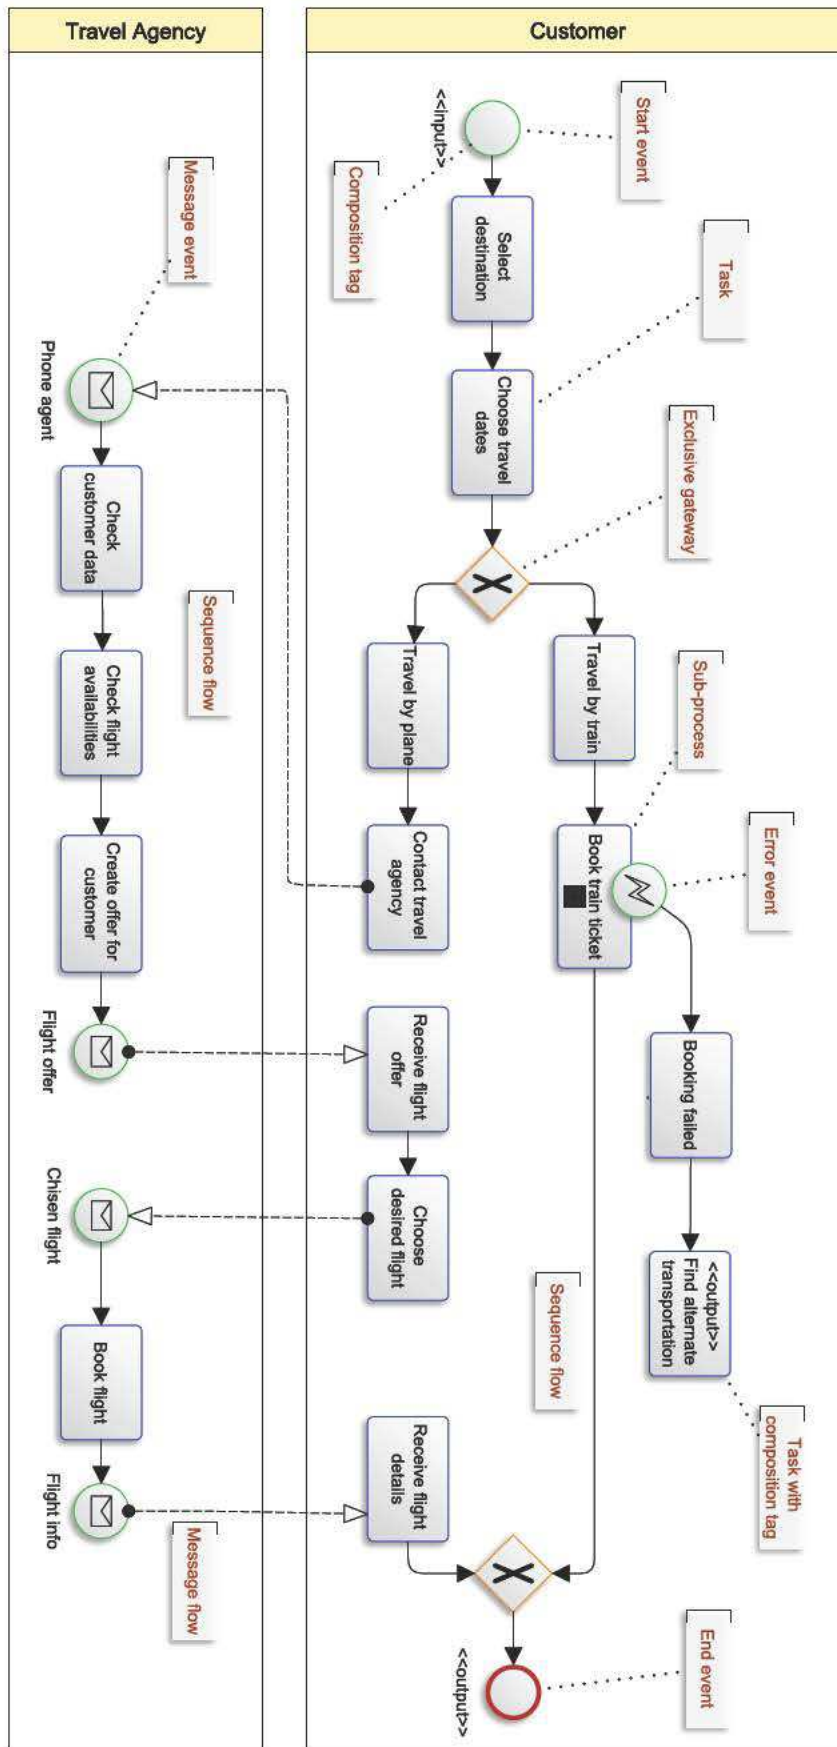 Travel Agency
Customer
Start event
<<input>>
Composition tag
Select
destination
Task
Choose travel
dates
Exclusive gateway
Message event
Phone agent
Check
customer data
Sequence flow
Travel by plane
Travel by train
Sub-process
Check flight
availabilities
Contact travel
agency
Book train ticket
Error event
Create offer for
customer
Flight offer
Receive flight
offer
Booking failed
Chisen flight
Choose
desired flight
Sequence flow
<<output>>
Find alternate
transportation
Task with
composition tag
Book flight
Flight info
Message flow
Receive flight
details
<<output>>
End event